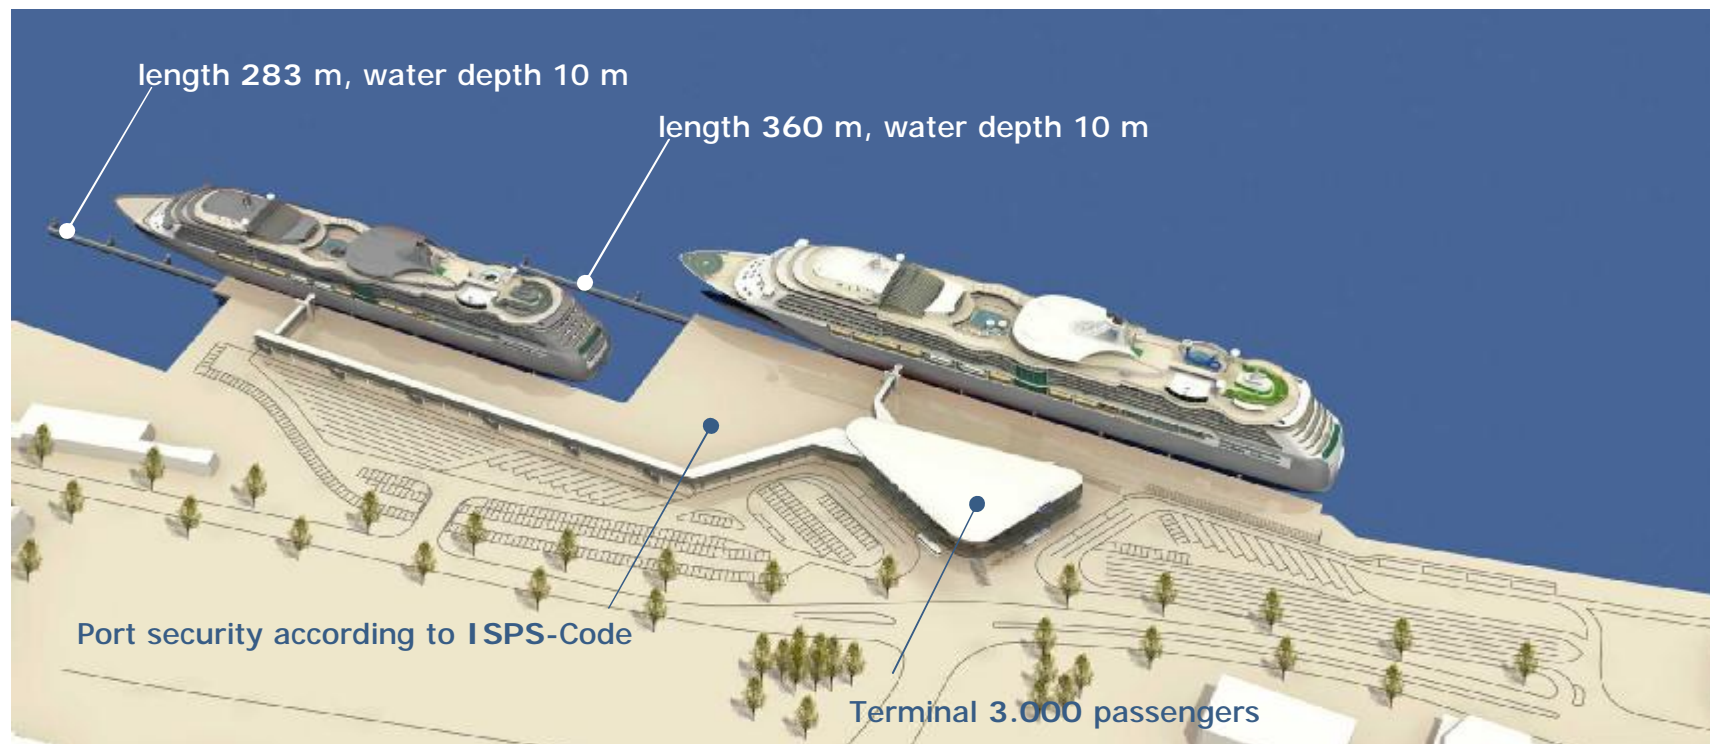 length 283 m, water depth 10 m
length 360 m, water depth 10 m
Port security according to ISPS-Code
Terminal 3.000 passengers